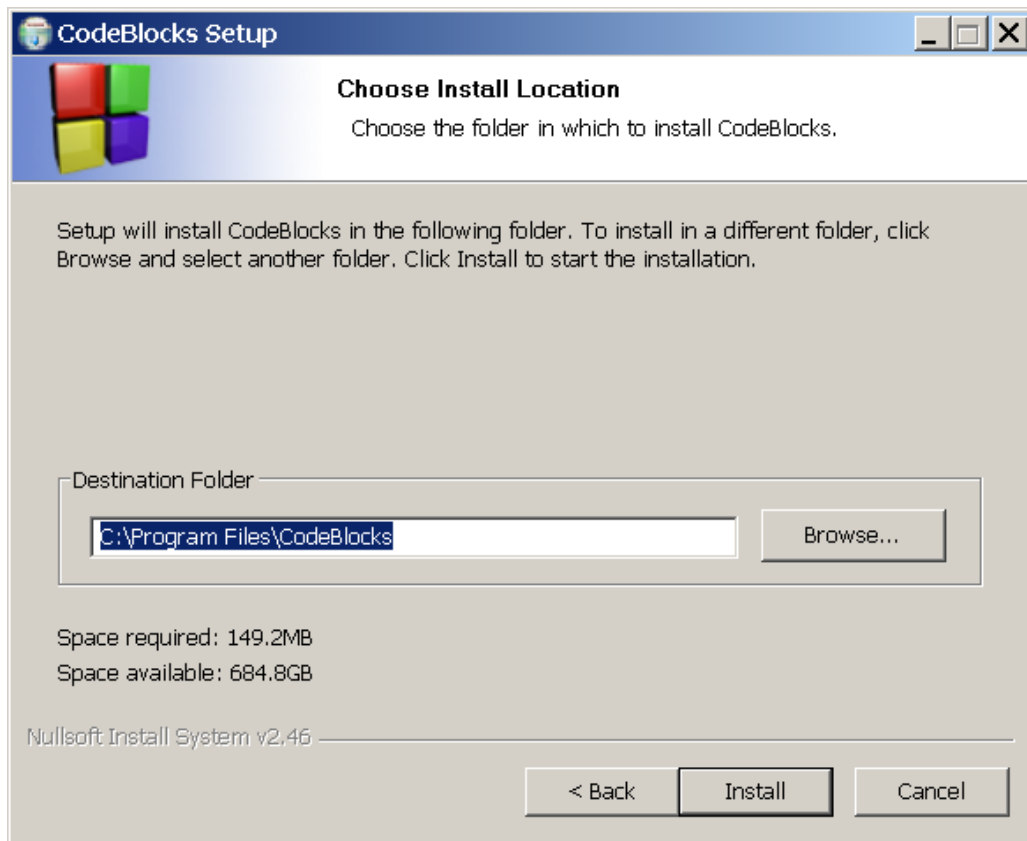 CodeBlocks Setup
Choose Install Location
Choose the folder in which to install CodeBlocks.
Setup will install CodeBlocks in the following folder. To install in a different folder, click
Browse and select another folder. Click Install to start the installation.
Destination Folder
C:\Program Files\CodeBlocks
Browse...
Space required: 149.2MB
Space available: 684.8GB
Nullsoft Install System v2.46
< Back
Install
Cancel